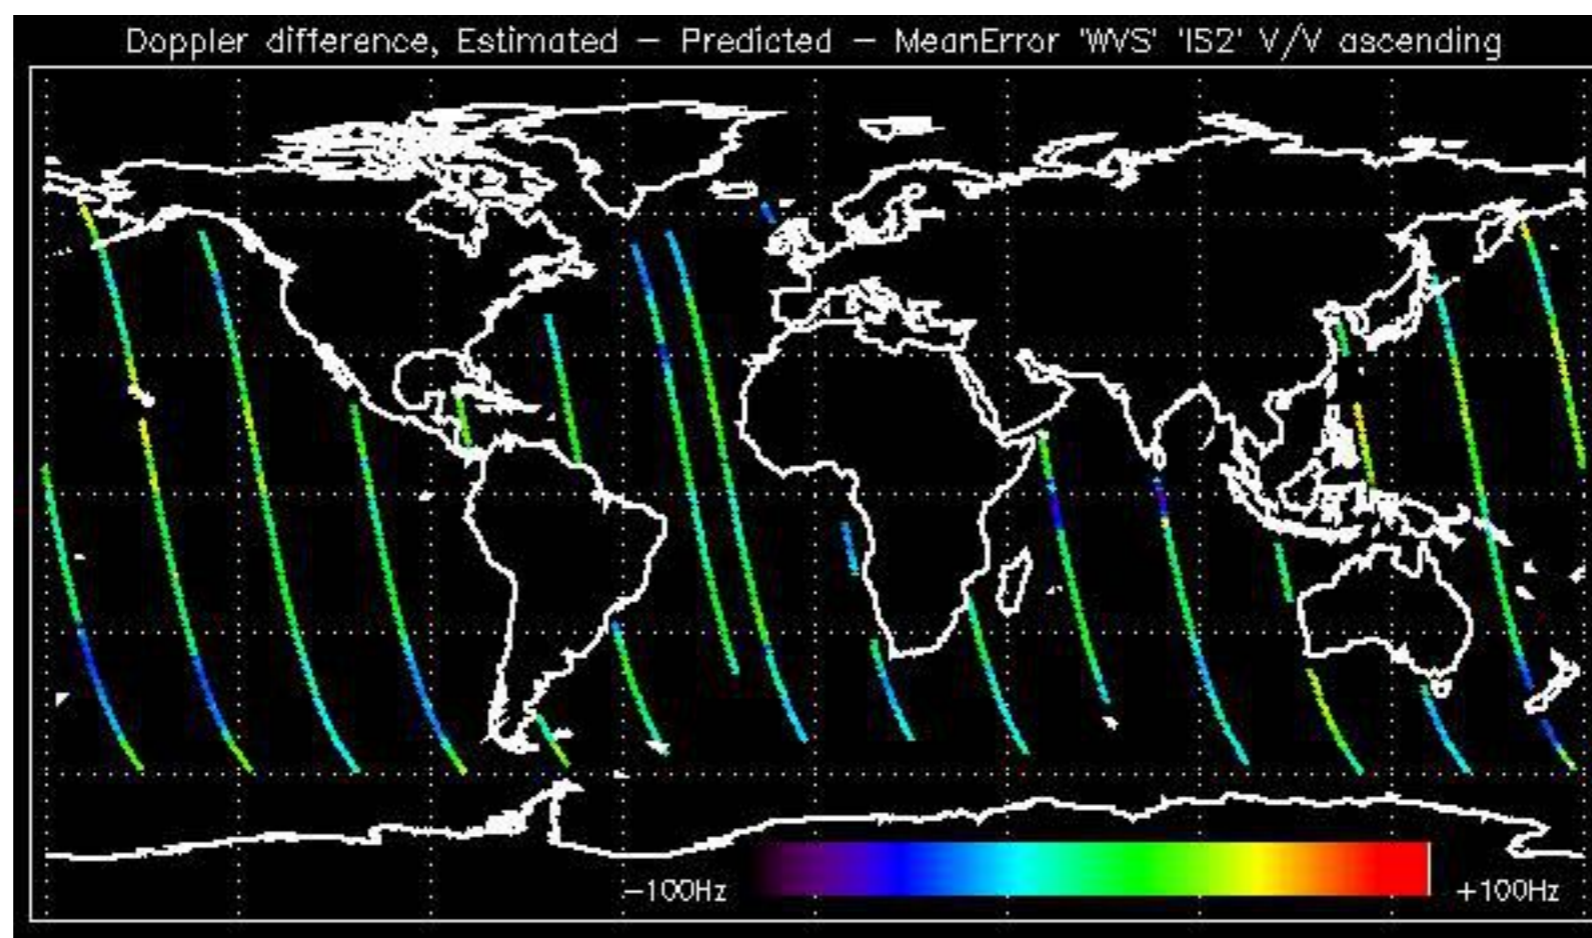 Doppler difference, Estimated – Predicted – MeanError 'WVS' 'IS2' V/V ascending
–100Hz +100Hz